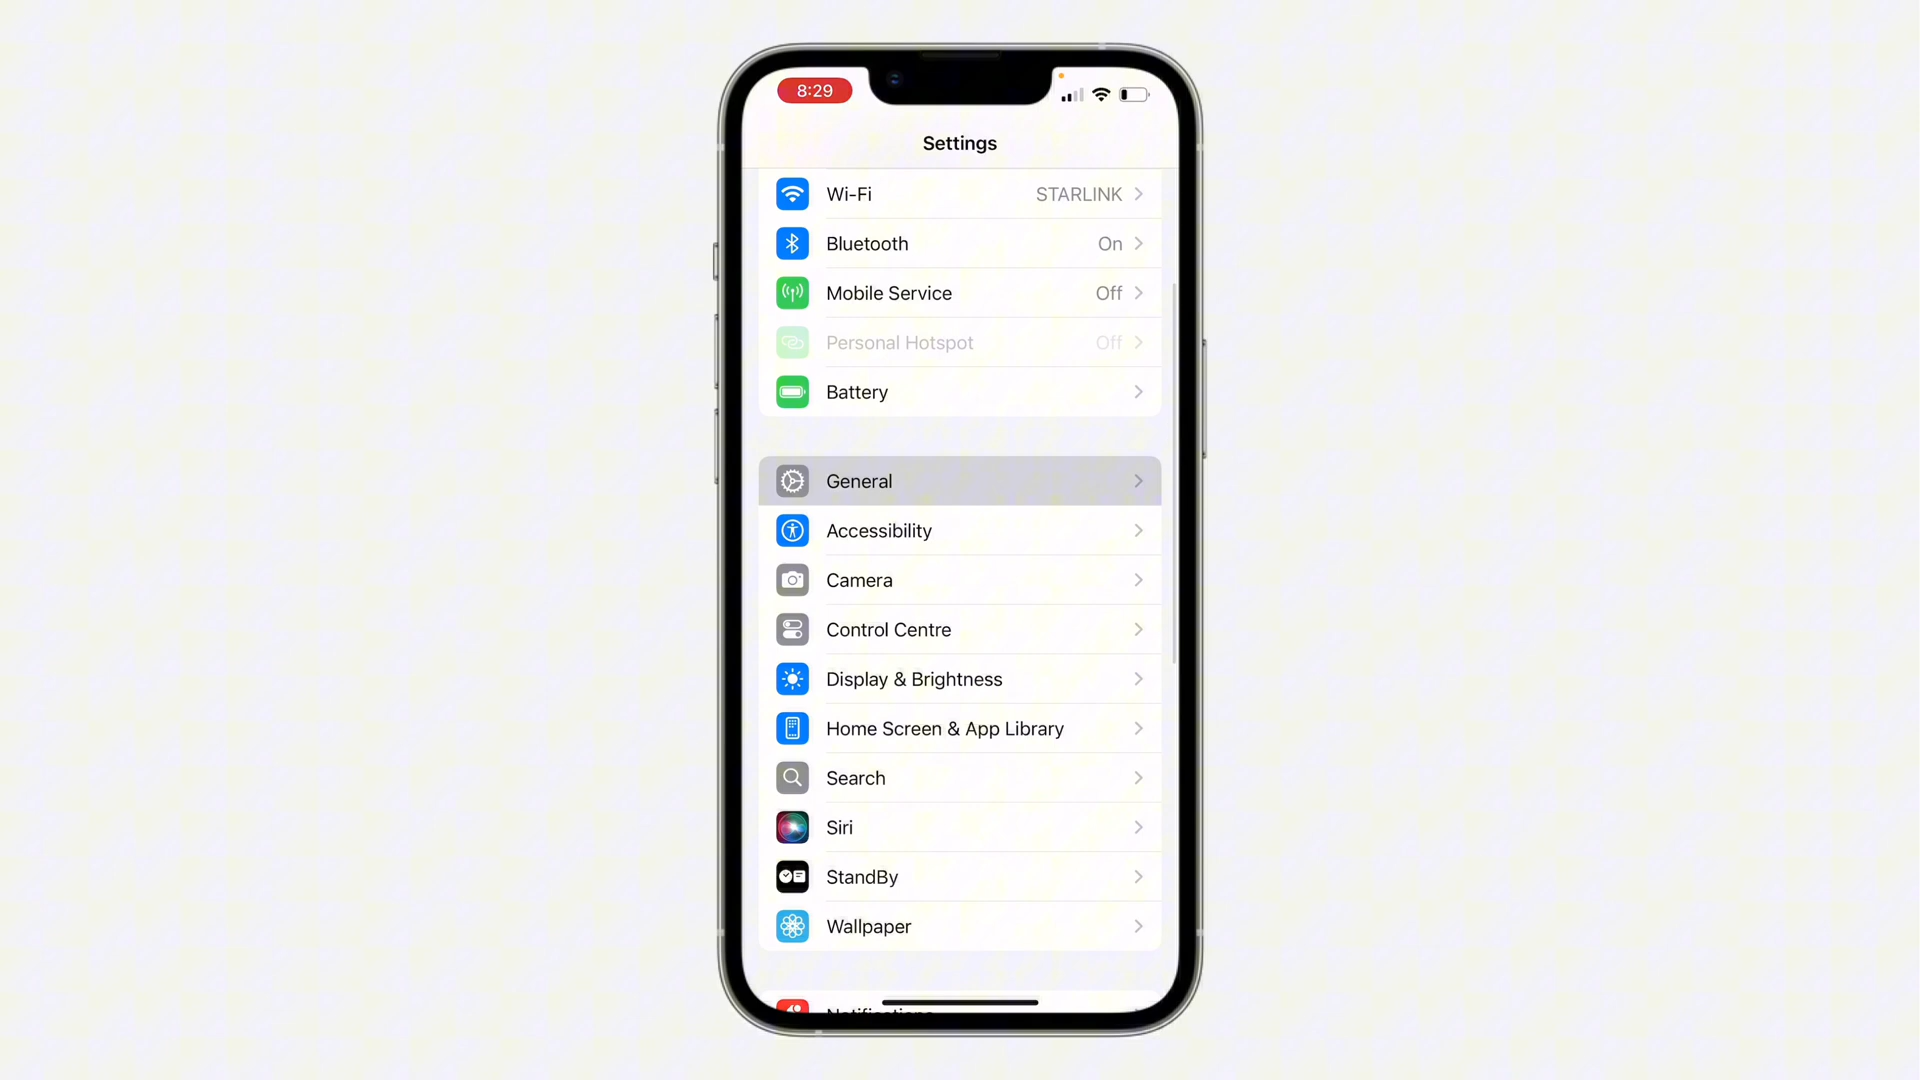 8:29
Settings
Wi-Fi STARLINK
Bluetooth On
Mobile Service Off
Personal Hotspot Off
Battery
General
Accessibility
Camera
Control Centre
Display & Brightness
Home Screen & App Library
Search
Siri
StandBy
Wallpaper
Notifications